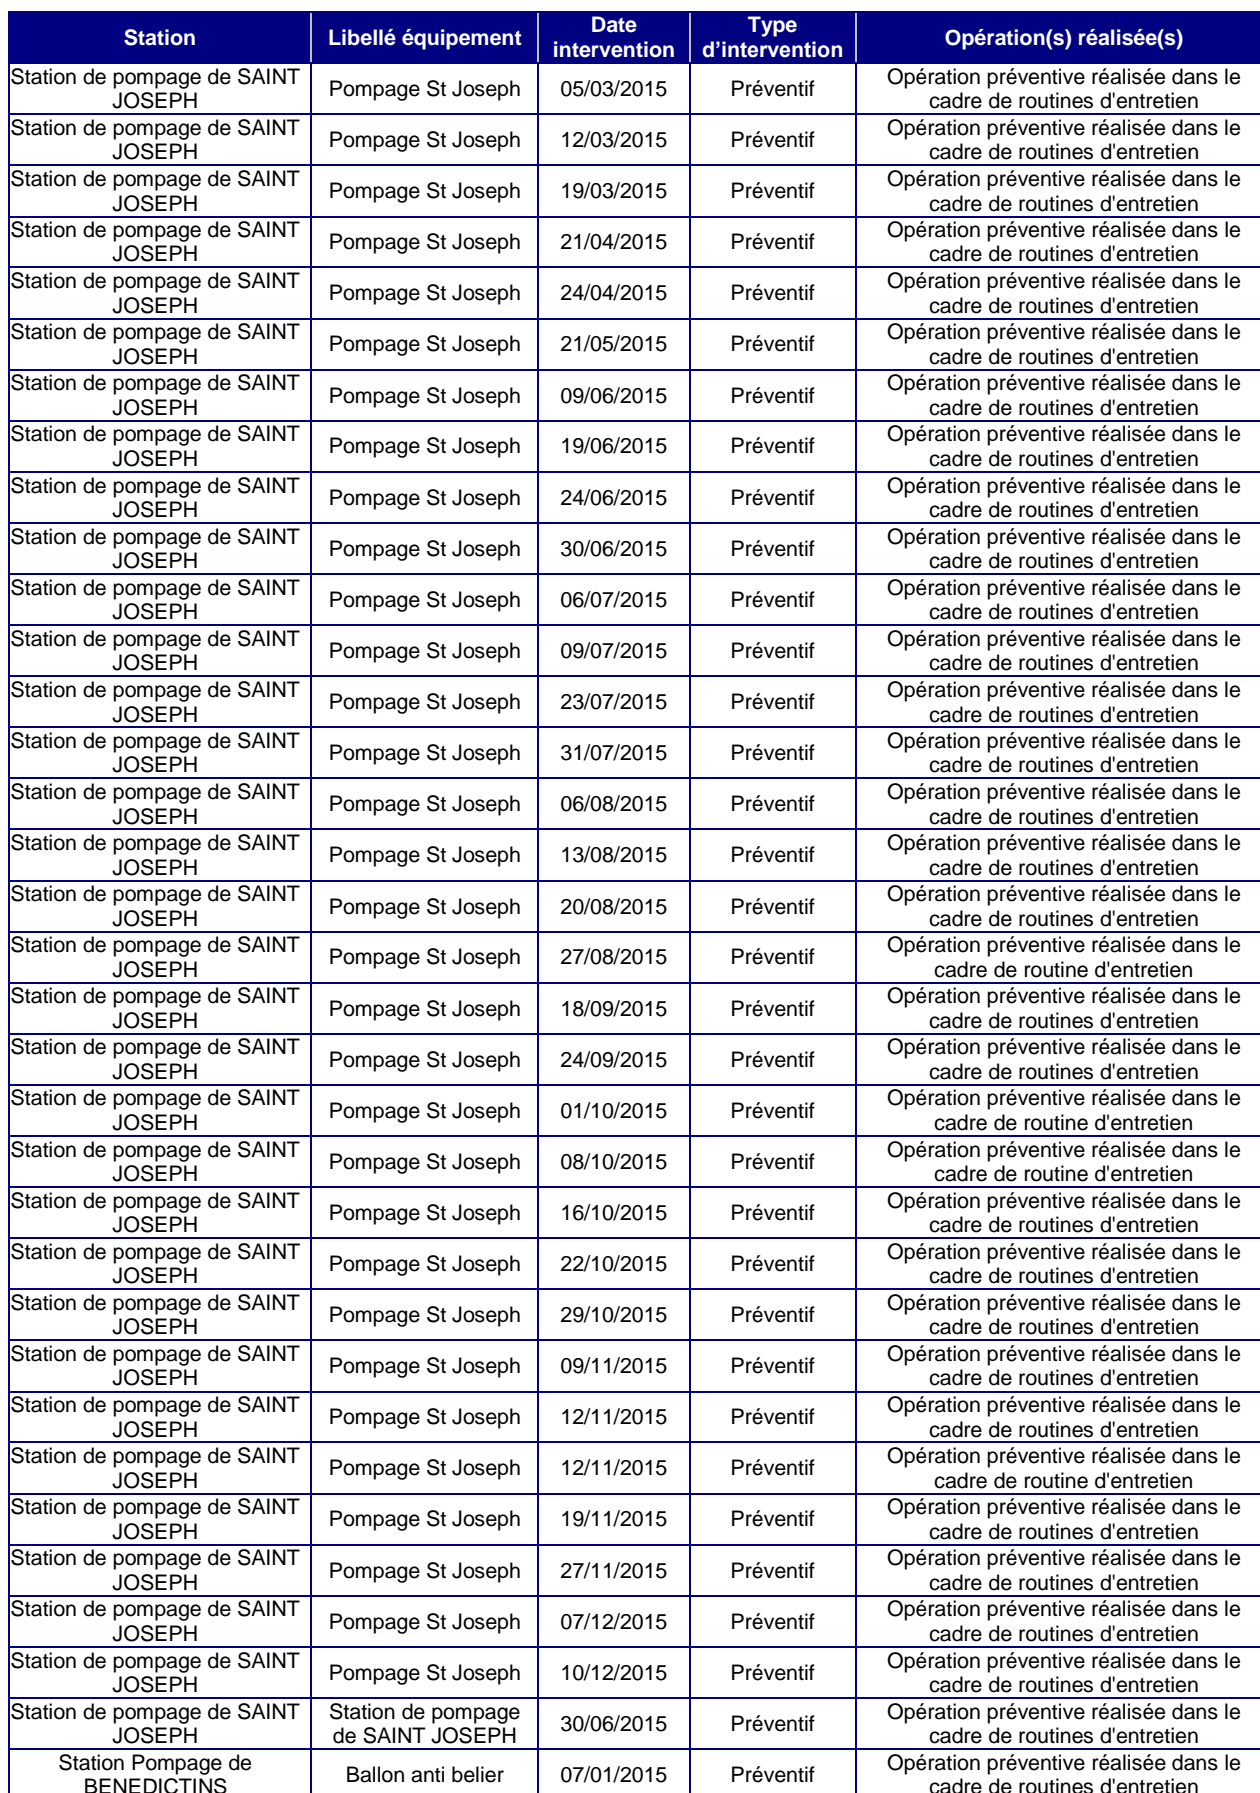 Station Libellé équipement Date intervention Type d'intervention Opération(s) réalisée(s)
Station de pompage de SAINT JOSEPH Pompage St Joseph 05/03/2015 Préventif Opération préventive réalisée dans le cadre de routines d'entretien
Station de pompage de SAINT JOSEPH Pompage St Joseph 12/03/2015 Préventif Opération préventive réalisée dans le cadre de routines d'entretien
Station de pompage de SAINT JOSEPH Pompage St Joseph 19/03/2015 Préventif Opération préventive réalisée dans le cadre de routines d'entretien
Station de pompage de SAINT JOSEPH Pompage St Joseph 21/04/2015 Préventif Opération préventive réalisée dans le cadre de routines d'entretien
Station de pompage de SAINT JOSEPH Pompage St Joseph 24/04/2015 Préventif Opération préventive réalisée dans le cadre de routines d'entretien
Station de pompage de SAINT JOSEPH Pompage St Joseph 21/05/2015 Préventif Opération préventive réalisée dans le cadre de routines d'entretien
Station de pompage de SAINT JOSEPH Pompage St Joseph 09/06/2015 Préventif Opération préventive réalisée dans le cadre de routines d'entretien
Station de pompage de SAINT JOSEPH Pompage St Joseph 19/06/2015 Préventif Opération préventive réalisée dans le cadre de routines d'entretien
Station de pompage de SAINT JOSEPH Pompage St Joseph 24/06/2015 Préventif Opération préventive réalisée dans le cadre de routines d'entretien
Station de pompage de SAINT JOSEPH Pompage St Joseph 30/06/2015 Préventif Opération préventive réalisée dans le cadre de routines d'entretien
Station de pompage de SAINT JOSEPH Pompage St Joseph 06/07/2015 Préventif Opération préventive réalisée dans le cadre de routines d'entretien
Station de pompage de SAINT JOSEPH Pompage St Joseph 09/07/2015 Préventif Opération préventive réalisée dans le cadre de routines d'entretien
Station de pompage de SAINT JOSEPH Pompage St Joseph 23/07/2015 Préventif Opération préventive réalisée dans le cadre de routines d'entretien
Station de pompage de SAINT JOSEPH Pompage St Joseph 31/07/2015 Préventif Opération préventive réalisée dans le cadre de routines d'entretien
Station de pompage de SAINT JOSEPH Pompage St Joseph 06/08/2015 Préventif Opération préventive réalisée dans le cadre de routines d'entretien
Station de pompage de SAINT JOSEPH Pompage St Joseph 13/08/2015 Préventif Opération préventive réalisée dans le cadre de routines d'entretien
Station de pompage de SAINT JOSEPH Pompage St Joseph 20/08/2015 Préventif Opération préventive réalisée dans le cadre de routines d'entretien
Station de pompage de SAINT JOSEPH Pompage St Joseph 27/08/2015 Préventif Opération préventive réalisée dans le cadre de routine d'entretien
Station de pompage de SAINT JOSEPH Pompage St Joseph 18/09/2015 Préventif Opération préventive réalisée dans le cadre de routines d'entretien
Station de pompage de SAINT JOSEPH Pompage St Joseph 24/09/2015 Préventif Opération préventive réalisée dans le cadre de routines d'entretien
Station de pompage de SAINT JOSEPH Pompage St Joseph 01/10/2015 Préventif Opération préventive réalisée dans le cadre de routine d'entretien
Station de pompage de SAINT JOSEPH Pompage St Joseph 08/10/2015 Préventif Opération préventive réalisée dans le cadre de routine d'entretien
Station de pompage de SAINT JOSEPH Pompage St Joseph 16/10/2015 Préventif Opération préventive réalisée dans le cadre de routines d'entretien
Station de pompage de SAINT JOSEPH Pompage St Joseph 22/10/2015 Préventif Opération préventive réalisée dans le cadre de routines d'entretien
Station de pompage de SAINT JOSEPH Pompage St Joseph 29/10/2015 Préventif Opération préventive réalisée dans le cadre de routines d'entretien
Station de pompage de SAINT JOSEPH Pompage St Joseph 09/11/2015 Préventif Opération préventive réalisée dans le cadre de routines d'entretien
Station de pompage de SAINT JOSEPH Pompage St Joseph 12/11/2015 Préventif Opération préventive réalisée dans le cadre de routines d'entretien
Station de pompage de SAINT JOSEPH Pompage St Joseph 12/11/2015 Préventif Opération préventive réalisée dans le cadre de routine d'entretien
Station de pompage de SAINT JOSEPH Pompage St Joseph 19/11/2015 Préventif Opération préventive réalisée dans le cadre de routines d'entretien
Station de pompage de SAINT JOSEPH Pompage St Joseph 27/11/2015 Préventif Opération préventive réalisée dans le cadre de routines d'entretien
Station de pompage de SAINT JOSEPH Pompage St Joseph 07/12/2015 Préventif Opération préventive réalisée dans le cadre de routines d'entretien
Station de pompage de SAINT JOSEPH Pompage St Joseph 10/12/2015 Préventif Opération préventive réalisée dans le cadre de routines d'entretien
Station de pompage de SAINT JOSEPH Station de pompage de SAINT JOSEPH 30/06/2015 Préventif Opération préventive réalisée dans le cadre de routines d'entretien
Station Pompage de BENEDICTINS Ballon anti belier 07/01/2015 Préventif Opération préventive réalisée dans le cadre de routines d'entretien